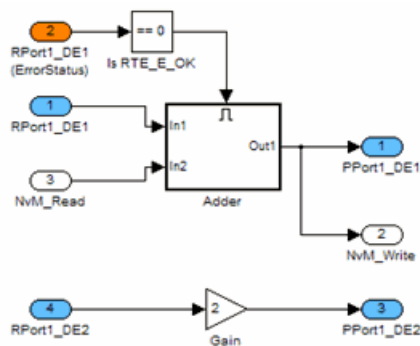 2
== 0
RPort1_DE1
(ErrorStatus)
Is RTE_E_OK
1
RPort1_DE1
In1
Out1
1
PPort1_DE1
3
NvM_Read
In2
Adder
2
NvM_Write
4
RPort1_DE2
2
Gain
3
PPort1_DE2